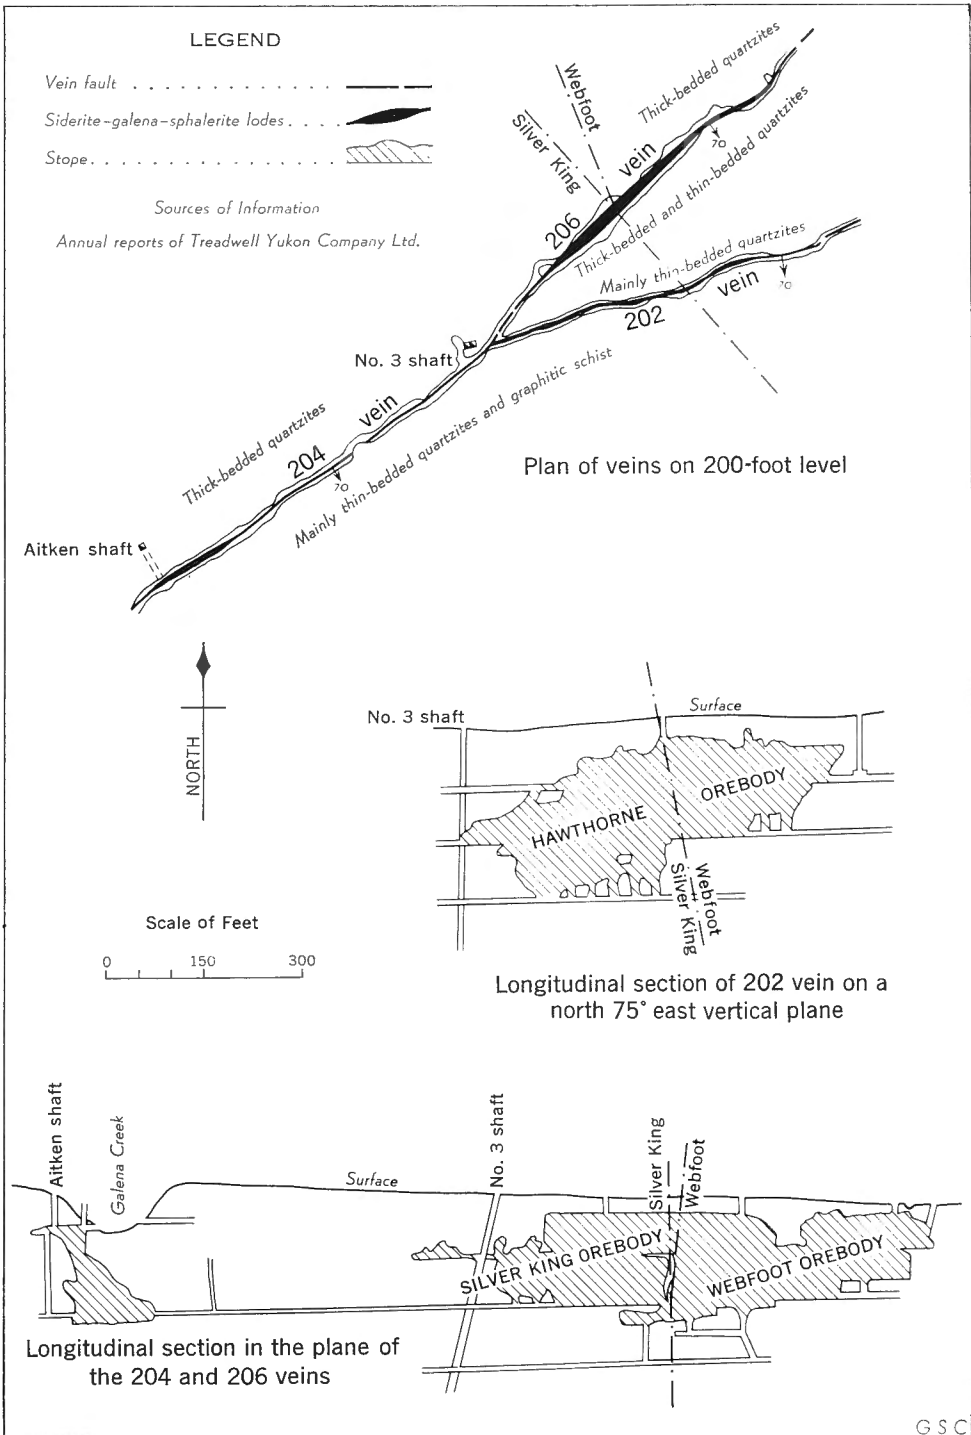 LEGEND
Vein fault . . . . . . . . . . . . .
Siderite-galena-sphalerite lodes . . . .
Stope. . . . . . . . . . . . . . . .
Sources of Information
Annual reports of Treadwell Yukon Company Ltd.
Webfoot
Silver King
Thick-bedded quartzites
206 vein
70
Thick-bedded and thin-bedded quartzites
Mainly thin-bedded quartzites
202 vein
70
No. 3 shaft
Thick-bedded quartzites
204 vein
70
Mainly thin-bedded quartzites and graphitic schist
Plan of veins on 200-foot level
Aitken shaft
NORTH
No. 3 shaft
Surface
HAWTHORNE OREBODY
Webfoot
Silver King
Scale of Feet
0 150 300
Longitudinal section of 202 vein on a
north 75° east vertical plane
Aitken shaft
Galena Creek
Surface
No. 3 shaft
Silver King
Webfoot
SILVER KING OREBODY
WEBFOOT OREBODY
Longitudinal section in the plane of
the 204 and 206 veins
GSC